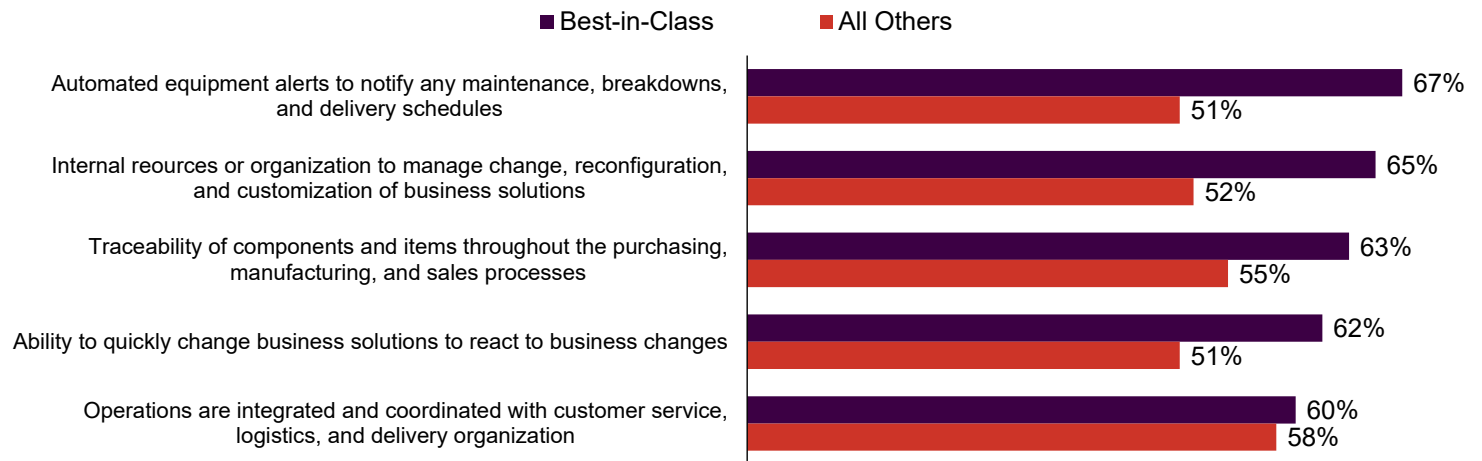 Best-in-Class
All Others
Automated equipment alerts to notify any maintenance, breakdowns,
and delivery schedules
67%
51%
Internal reources or organization to manage change, reconfiguration,
and customization of business solutions
65%
52%
Traceability of components and items throughout the purchasing,
manufacturing, and sales processes
63%
55%
Ability to quickly change business solutions to react to business changes
62%
51%
Operations are integrated and coordinated with customer service,
logistics, and delivery organization
60%
58%